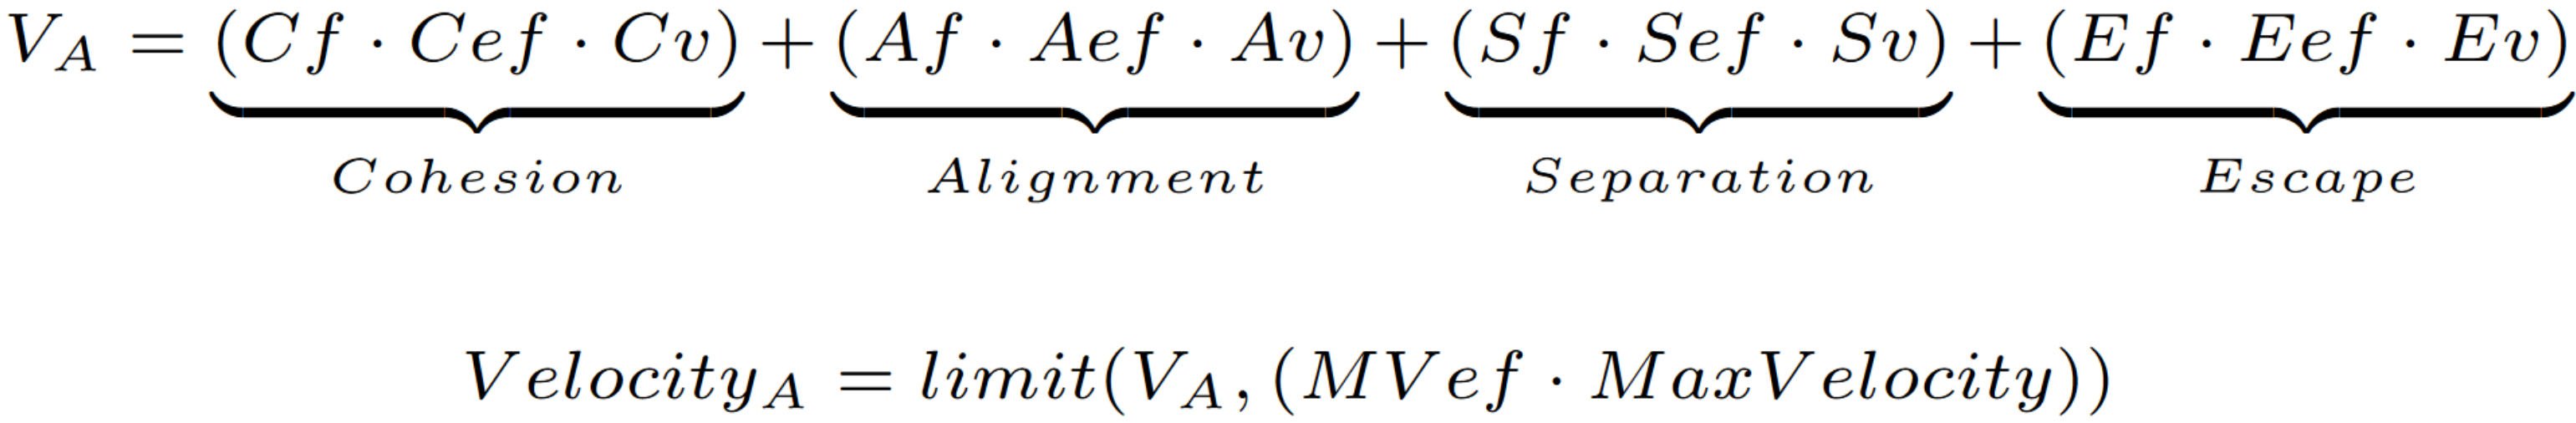 V_A = (Cf · Cef · Cv) + (Af · Aef · Av) + (Sf · Sef · Sv) + (Ef · Eef · Ev)
Cohesion Alignment Separation Escape
Velocity_A = limit(V_A, (MVef · MaxVelocity))